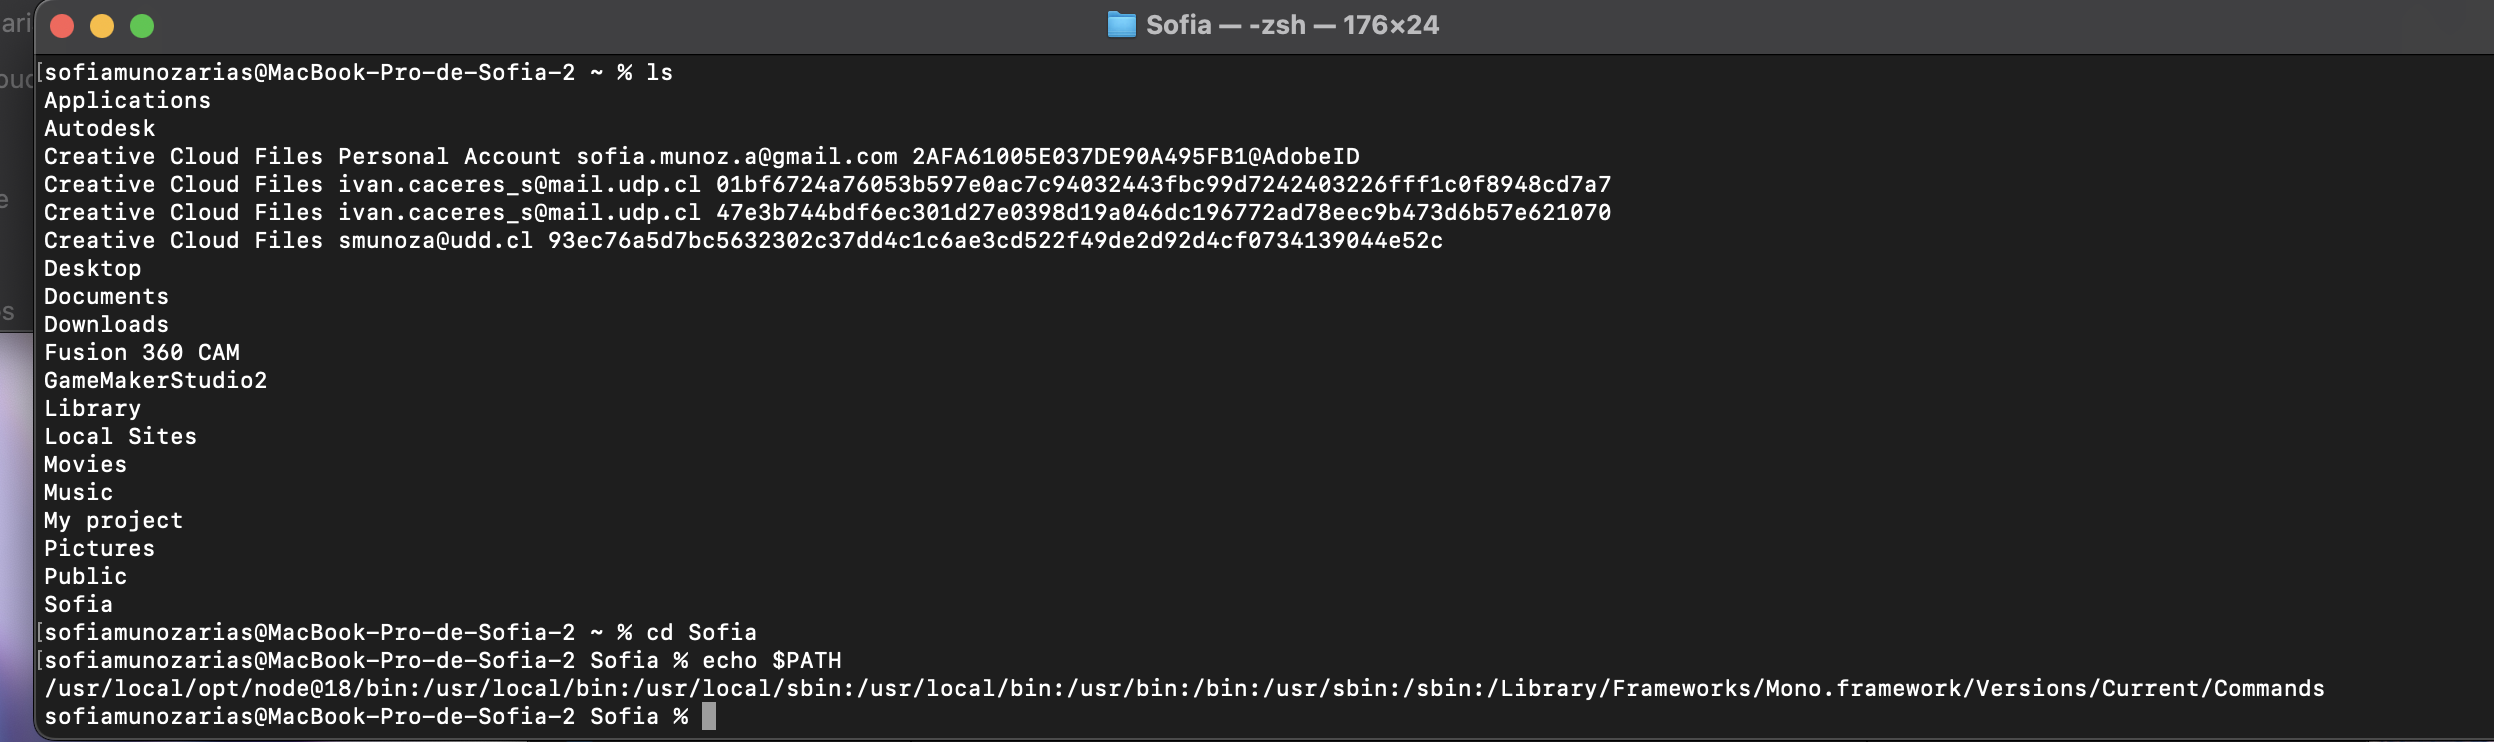 Sofia — -zsh — 176×24
sofiamunozarias@MacBook-Pro-de-Sofia-2 ~ % ls
Applications
Autodesk
Creative Cloud Files Personal Account sofia.munoz.a@gmail.com 2AFA61005E037DE90A495FB1@AdobeID
Creative Cloud Files ivan.caceres_s@mail.udp.cl 01bf6724a76053b597e0ac7c94032443fbc99d7242403226fff1c0f8948cd7a7
Creative Cloud Files ivan.caceres_s@mail.udp.cl 47e3b744bdf6ec301d27e0398d19a046dc196772ad78eec9b473d6b57e621070
Creative Cloud Files smunoza@udd.cl 93ec76a5d7bc5632302c37dd4c1c6ae3cd522f49de2d92d4cf0734139044e52c
Desktop
Documents
Downloads
Fusion 360 CAM
GameMakerStudio2
Library
Local Sites
Movies
Music
My project
Pictures
Public
Sofia
sofiamunozarias@MacBook-Pro-de-Sofia-2 ~ % cd Sofia
sofiamunozarias@MacBook-Pro-de-Sofia-2 Sofia % echo $PATH
/usr/local/opt/node@18/bin:/usr/local/bin:/usr/local/sbin:/usr/local/bin:/usr/bin:/bin:/usr/sbin:/sbin:/Library/Frameworks/Mono.framework/Versions/Current/Commands
sofiamunozarias@MacBook-Pro-de-Sofia-2 Sofia %